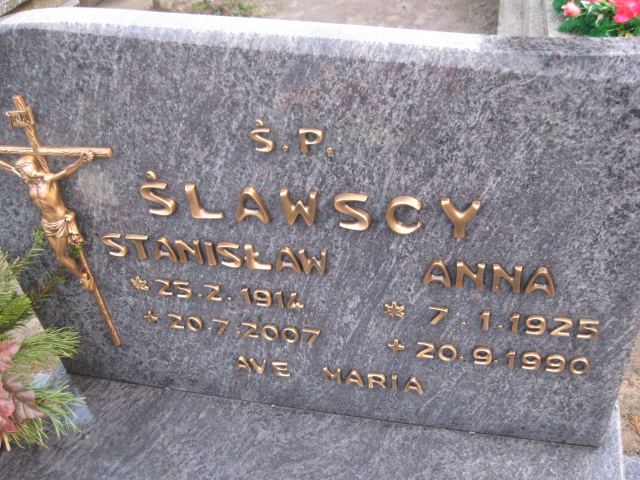 Ś.P.
ŚLAWSCY
STANISŁAW ANNA
* 25.2.1914 * 7.1.1925
+ 20.7.2007 + 20.9.1990
AVE MARIA